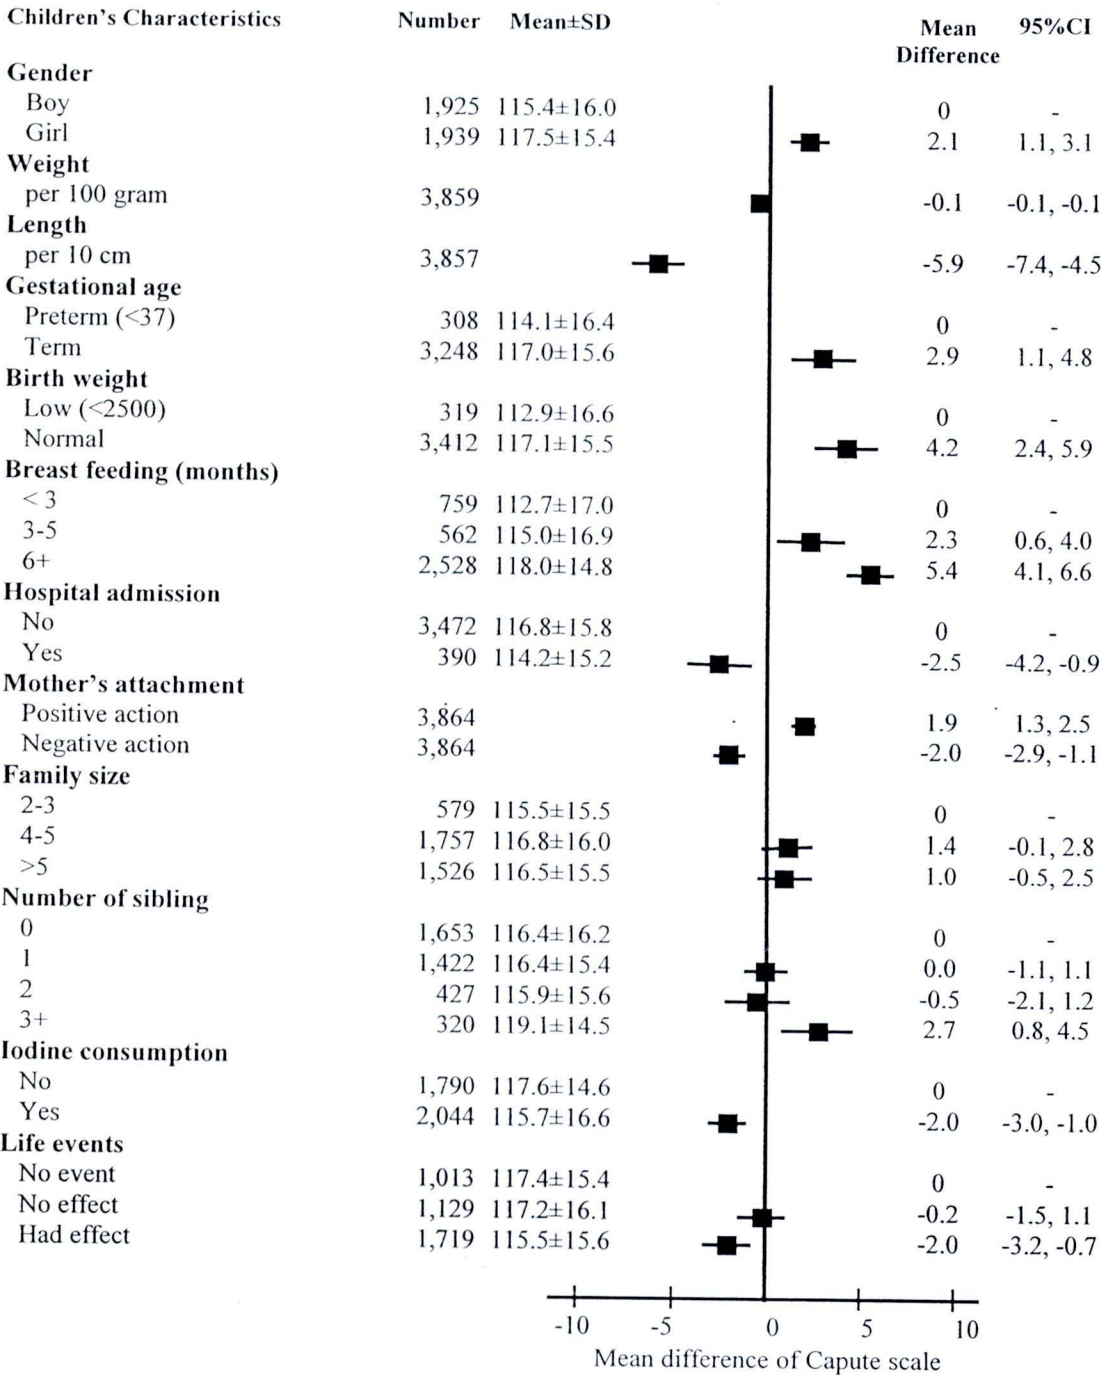 Children's Characteristics Number Mean±SD Mean Difference 95%CI
Gender
Boy 1,925 115.4±16.0 0 -
Girl 1,939 117.5±15.4 2.1 1.1, 3.1
Weight
per 100 gram 3,859 -0.1 -0.1, -0.1
Length
per 10 cm 3,857 -5.9 -7.4, -4.5
Gestational age
Preterm (<37) 308 114.1±16.4 0 -
Term 3,248 117.0±15.6 2.9 1.1, 4.8
Birth weight
Low (<2500) 319 112.9±16.6 0 -
Normal 3,412 117.1±15.5 4.2 2.4, 5.9
Breast feeding (months)
< 3 759 112.7±17.0 0 -
3-5 562 115.0±16.9 2.3 0.6, 4.0
6+ 2,528 118.0±14.8 5.4 4.1, 6.6
Hospital admission
No 3,472 116.8±15.8 0 -
Yes 390 114.2±15.2 -2.5 -4.2, -0.9
Mother's attachment
Positive action 3,864 1.9 1.3, 2.5
Negative action 3,864 -2.0 -2.9, -1.1
Family size
2-3 579 115.5±15.5 0 -
4-5 1,757 116.8±16.0 1.4 -0.1, 2.8
>5 1,526 116.5±15.5 1.0 -0.5, 2.5
Number of sibling
0 1,653 116.4±16.2 0 -
1 1,422 116.4±15.4 0.0 -1.1, 1.1
2 427 115.9±15.6 -0.5 -2.1, 1.2
3+ 320 119.1±14.5 2.7 0.8, 4.5
Iodine consumption
No 1,790 117.6±14.6 0 -
Yes 2,044 115.7±16.6 -2.0 -3.0, -1.0
Life events
No event 1,013 117.4±15.4 0 -
No effect 1,129 117.2±16.1 -0.2 -1.5, 1.1
Had effect 1,719 115.5±15.6 -2.0 -3.2, -0.7
-10 -5 0 5 10
Mean difference of Capute scale